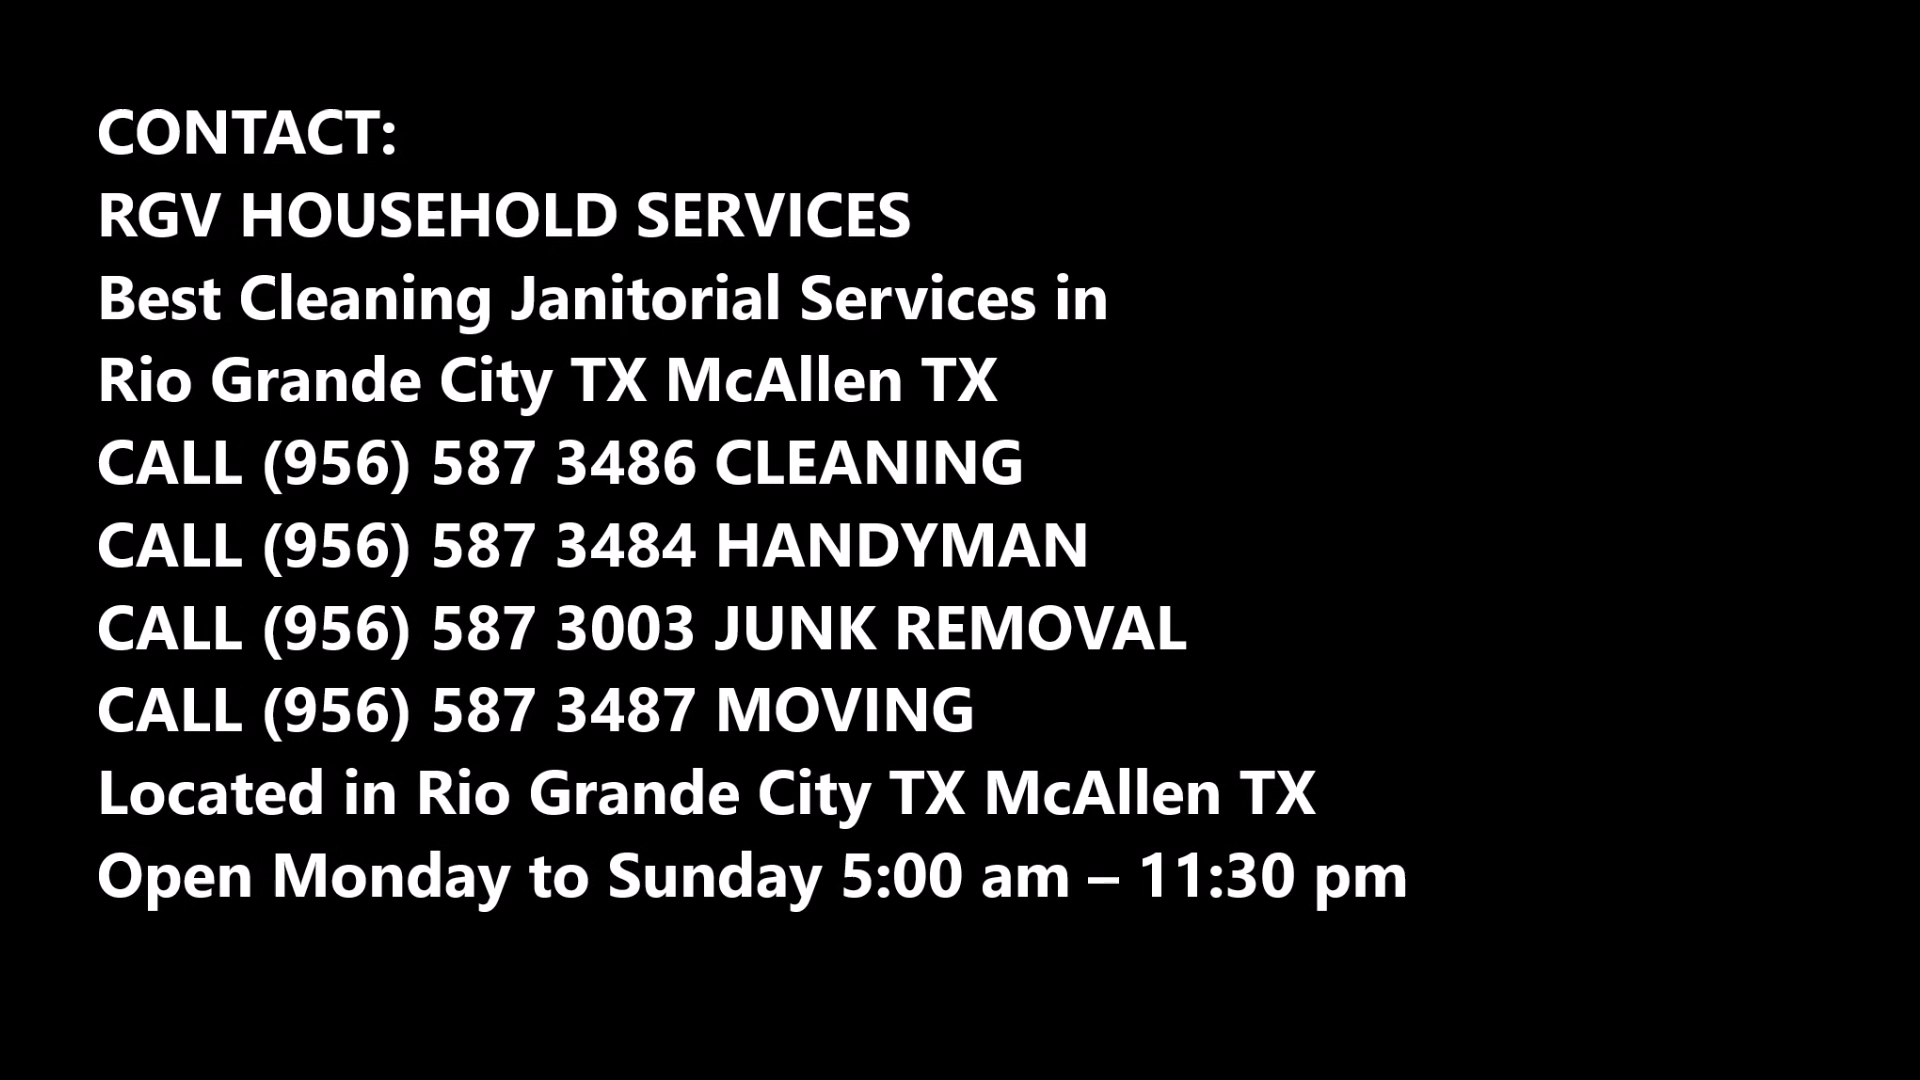 CONTACT:
RGV HOUSEHOLD SERVICES
Best Cleaning Janitorial Services in
Rio Grande City TX McAllen TX
CALL (956) 587 3486 CLEANING
CALL (956) 587 3484 HANDYMAN
CALL (956) 587 3003 JUNK REMOVAL
CALL (956) 587 3487 MOVING
Located in Rio Grande City TX McAllen TX
Open Monday to Sunday 5:00 am – 11:30 pm